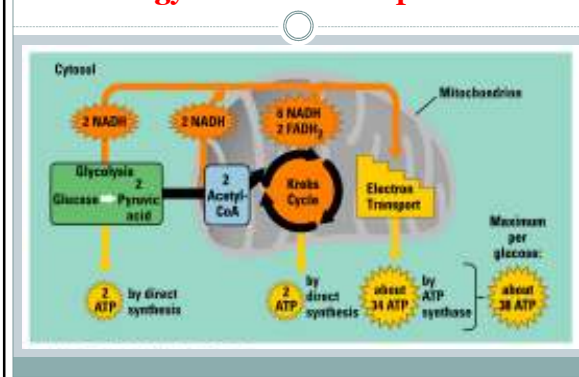 Cytosol
Mitochondrion
2 NADH
2 NADH
6 NADH
2 FADH₂
Glycolysis
Glucose
2
Pyruvic
acid
2
Acetyl-
CoA
Krebs
Cycle
Electron
Transport
Maximum
per
glucose:
2
ATP
by direct
synthesis
2
ATP
by
direct
synthesis
about
34 ATP
by
ATP
synthase
about
38 ATP